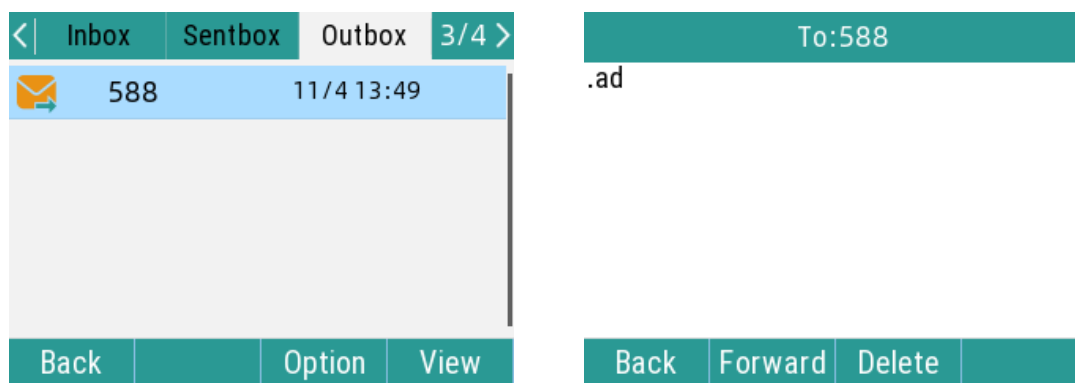 Inbox Sentbox Outbox 3/4
588 11/4 13:49
Back Option View
To:588
.ad
Back Forward Delete